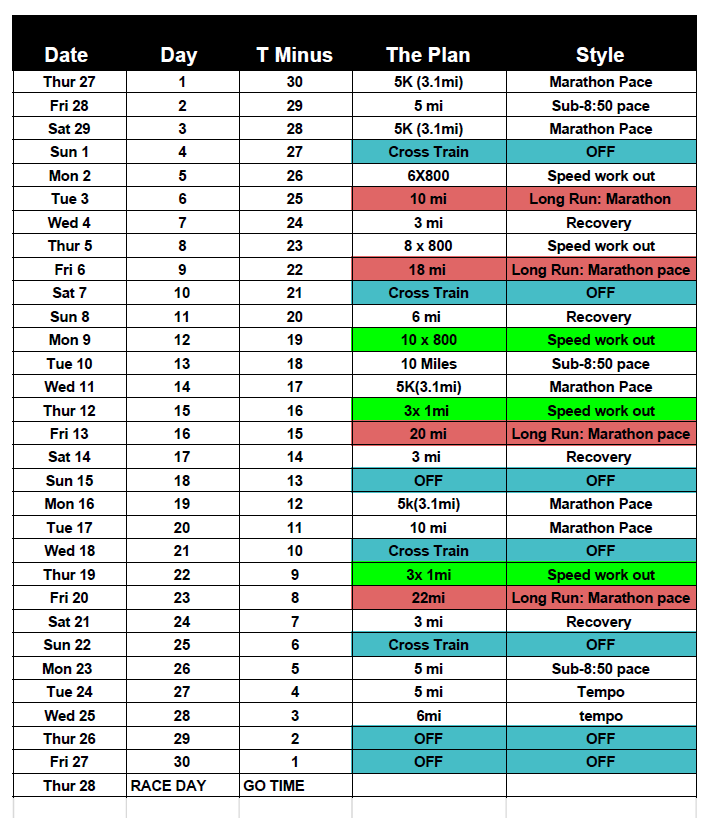 Date Day T Minus The Plan Style
Thur 27 1 30 5K (3.1mi) Marathon Pace
Fri 28 2 29 5 mi Sub-8:50 pace
Sat 29 3 28 5K (3.1mi) Marathon Pace
Sun 1 4 27 Cross Train OFF
Mon 2 5 26 6X800 Speed work out
Tue 3 6 25 10 mi Long Run: Marathon
Wed 4 7 24 3 mi Recovery
Thur 5 8 23 8 x 800 Speed work out
Fri 6 9 22 18 mi Long Run: Marathon pace
Sat 7 10 21 Cross Train OFF
Sun 8 11 20 6 mi Recovery
Mon 9 12 19 10 x 800 Speed work out
Tue 10 13 18 10 Miles Sub-8:50 pace
Wed 11 14 17 5K(3.1mi) Marathon Pace
Thur 12 15 16 3x 1mi Speed work out
Fri 13 16 15 20 mi Long Run: Marathon pace
Sat 14 17 14 3 mi Recovery
Sun 15 18 13 OFF OFF
Mon 16 19 12 5k(3.1mi) Marathon Pace
Tue 17 20 11 10 mi Marathon Pace
Wed 18 21 10 Cross Train OFF
Thur 19 22 9 3x 1mi Speed work out
Fri 20 23 8 22mi Long Run: Marathon pace
Sat 21 24 7 3 mi Recovery
Sun 22 25 6 Cross Train OFF
Mon 23 26 5 5 mi Sub-8:50 pace
Tue 24 27 4 5 mi Tempo
Wed 25 28 3 6mi tempo
Thur 26 29 2 OFF OFF
Fri 27 30 1 OFF OFF
Thur 28 RACE DAY GO TIME